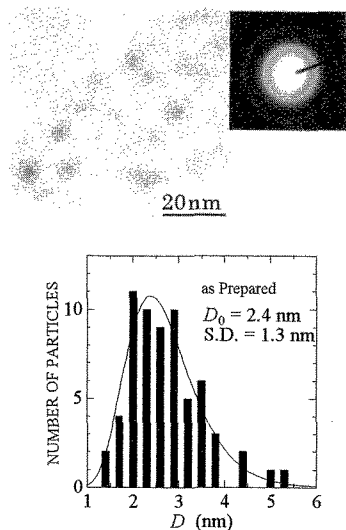 20nm
as Prepared
D₀ = 2.4 nm
S.D. = 1.3 nm
NUMBER OF PARTICLES
10
5
0
1 2 3 4 5 6
D (nm)